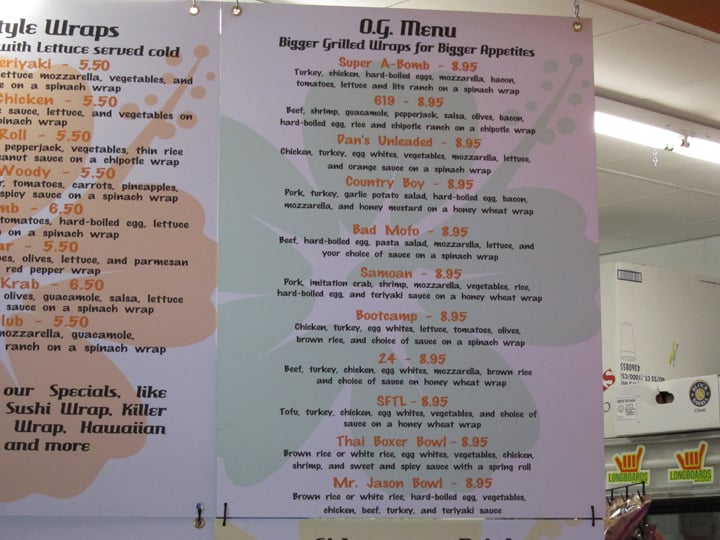 tyle Wraps
with Lettuce served cold
eriyaki - 5.50
ettuce mozzarella, vegetables, and
e on a spinach wrap
Chicken - 5.50
e sauce, lettuce, and vegetables on
pinach wrap
Roll - 5.50
pepperjack, vegetables, thin rice
eanut sauce on a chipotle wrap
Woody - 5.50
r, tomatoes, carrots, pineapples,
spicy sauce on a spinach wrap
mb - 6.50
tomatoes, hard-boiled egg, lettuce
on a spinach wrap
ar - 5.50
oes, olives, lettuce, and parmesan
red pepper wrap
Krab - 6.50
olives, guacamole, salsa, lettuce
sauce on a spinach wrap
lub - 5.50
mozzarella, guacamole,
ranch on a spinach wrap
our Specials, like
Sushi Wrap, Killer
Wrap, Hawaiian
and more
O.G. Menu
Bigger Grilled Wraps for Bigger Appetites
Super A-Bomb - 8.95
Turkey, chicken, hard-boiled eggs, mozzarella, bacon,
tomatoes, lettuce and lite ranch on a spinach wrap
619 - 8.95
Beef, shrimp, guacamole, pepperjack, salsa, olives, bacon,
hard-boiled egg, rice and chipotle ranch on a chipotle wrap
Dan's Unleaded - 8.95
Chicken, turkey, egg whites, vegetables, mozzarella, lettuce,
and orange sauce on a spinach wrap
Country Boy - 8.95
Pork, turkey, garlic potato salad, hard-boiled egg, bacon,
mozzarella, and honey mustard on a honey wheat wrap
Bad Mofo - 8.95
Beef, hard-boiled egg, pasta salad, mozzarella, lettuce, and
your choice of sauce on a spinach wrap
Samoan - 8.95
Pork, imitation crab, shrimp, mozzarella, vegetables, rice,
hard-boiled egg, and teriyaki sauce on a honey wheat wrap
Bootcamp - 8.95
Chicken, turkey, egg whites, lettuce, tomatoes, olives,
brown rice, and choice of sauce on a spinach wrap
24 - 8.95
Beef, turkey, chicken, egg whites, mozzarella, brown rice
and choice of sauce on honey wheat wrap
SFTL - 8.95
Tofu, turkey, chicken, egg whites, vegetables, and choice of
sauce on a honey wheat wrap
Thai Boxer Bowl - 8.95
Brown rice or white rice, egg whites, vegetables, chicken,
shrimp, and sweet and spicy sauce with a spring roll
Mr. Jason Bowl - 8.95
Brown rice or white rice, hard-boiled egg, vegetables,
chicken, beef, turkey, and teriyaki sauce
Classic
LONGBOARDS
LONGBOARDS